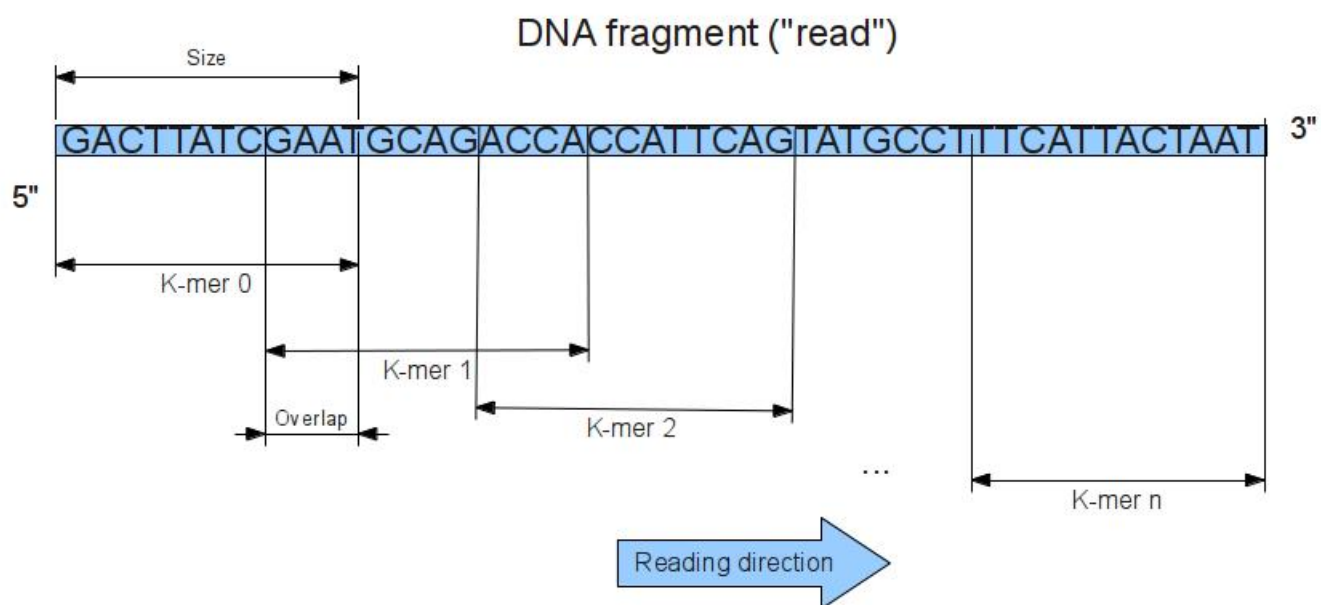 DNA fragment ("read")
Size
GACTTATCGAATGCAGACCACCATTCAGTATGCCTTTCATTACTAAT
3"
5"
K-mer 0
K-mer 1
Overlap
K-mer 2
...
K-mer n
Reading direction